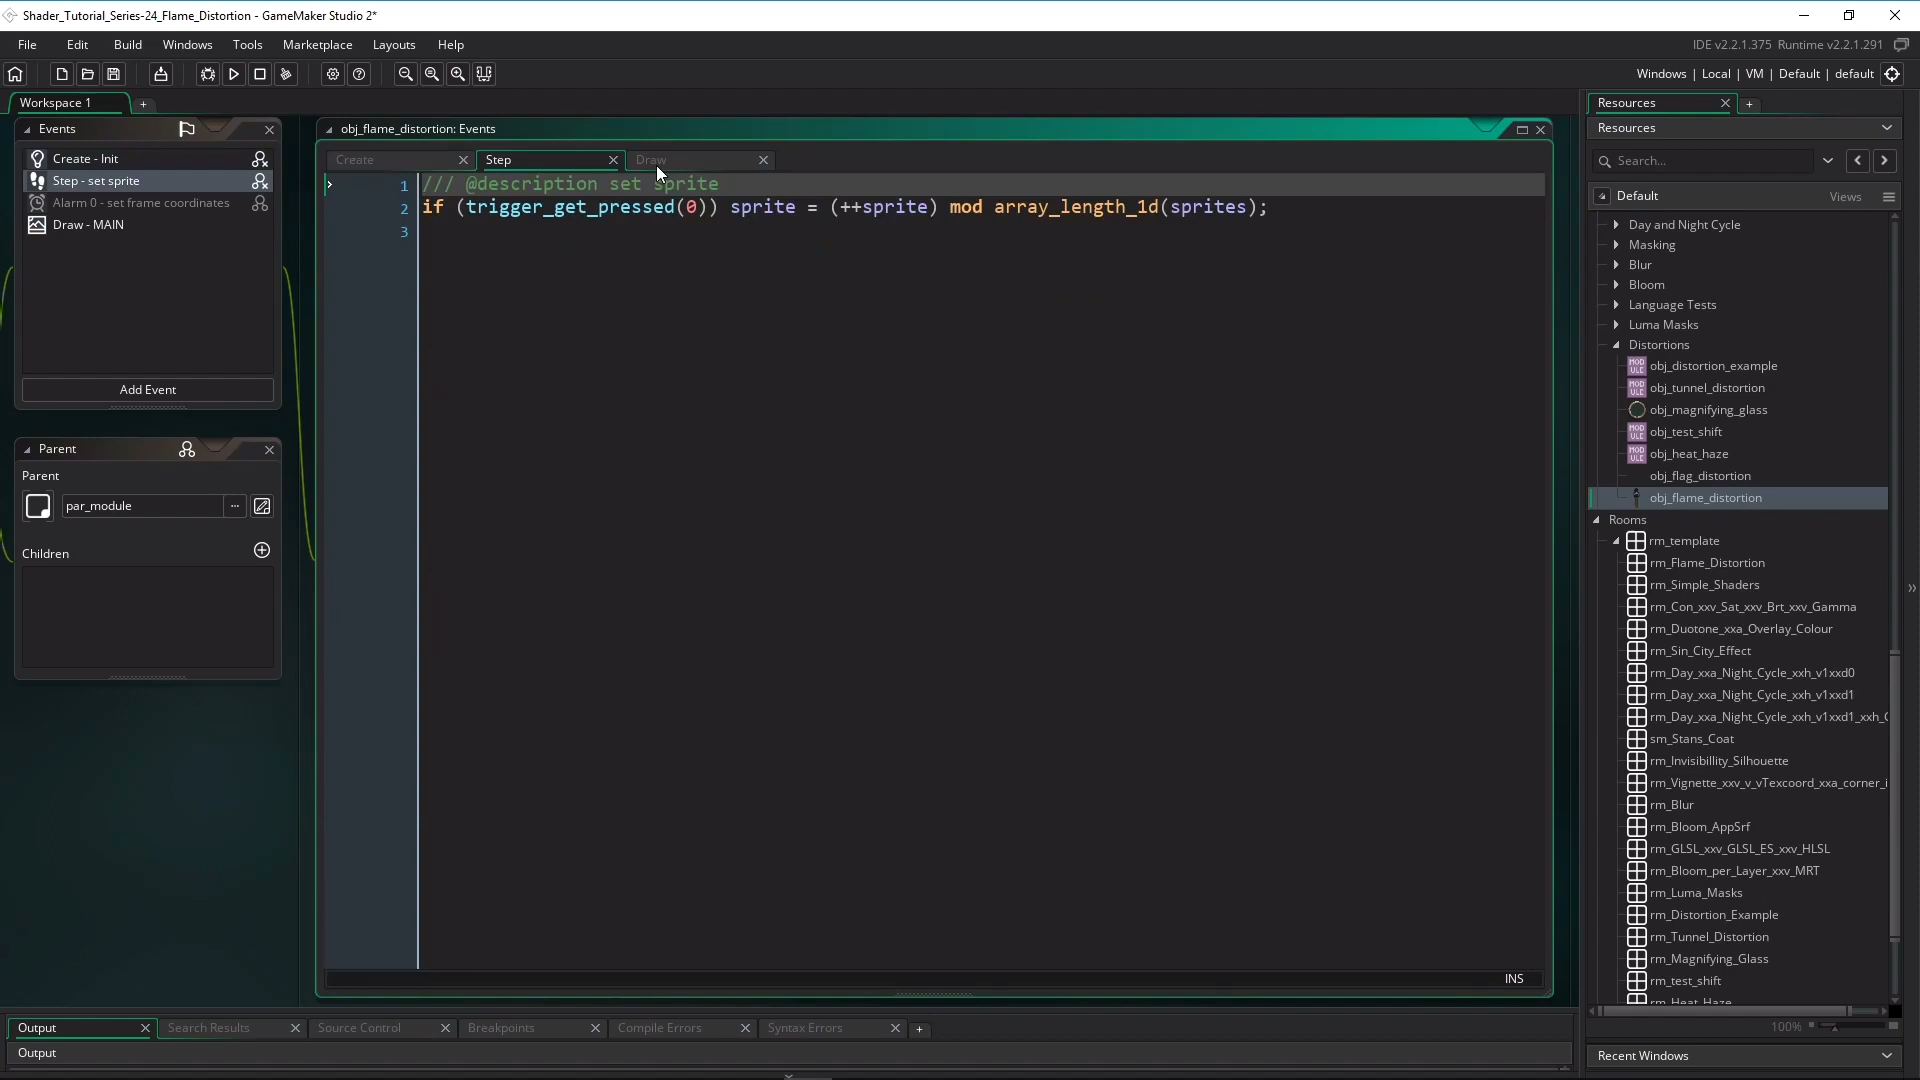 Shader_Tutorial_Series-24_Flame_Distortion - GameMaker Studio 2*
File Edit Build Windows Tools Marketplace Layouts Help
IDE v2.2.1.375 Runtime v2.2.1.291
Windows | Local | VM | Default | default
Workspace 1
Events
Create - Init
Step - set sprite
Alarm 0 - set frame coordinates
Draw - MAIN
Add Event
Parent
Parent
par_module
...
Children
obj_flame_distortion: Events
Create
Step
Draw
1 /// @description set sprite
2 if (trigger_get_pressed(0)) sprite = (++sprite) mod array_length_1d(sprites);
3
INS
Resources
Resources
Search...
Default
Views
Day and Night Cycle
Masking
Blur
Bloom
Language Tests
Luma Masks
Distortions
obj_distortion_example
obj_tunnel_distortion
obj_magnifying_glass
obj_test_shift
obj_heat_haze
obj_flag_distortion
obj_flame_distortion
Rooms
rm_template
rm_Flame_Distortion
rm_Simple_Shaders
rm_Con_xxv_Sat_xxv_Brt_xxv_Gamma
rm_Duotone_xxa_Overlay_Colour
rm_Sin_City_Effect
rm_Day_xxa_Night_Cycle_xxh_v1xxd0
rm_Day_xxa_Night_Cycle_xxh_v1xxd1
rm_Day_xxa_Night_Cycle_xxh_v1xxd1_xxh_C
sm_Stans_Coat
rm_Invisibillity_Silhouette
rm_Vignette_xxv_v_vTexcoord_xxa_corner_i
rm_Blur
rm_Bloom_AppSrf
rm_GLSL_xxv_GLSL_ES_xxv_HLSL
rm_Bloom_per_Layer_xxv_MRT
rm_Luma_Masks
rm_Distortion_Example
rm_Tunnel_Distortion
rm_Magnifying_Glass
rm_test_shift
rm_Heat_Haze
100%
Recent Windows
Output
Search Results
Source Control
Breakpoints
Compile Errors
Syntax Errors
Output